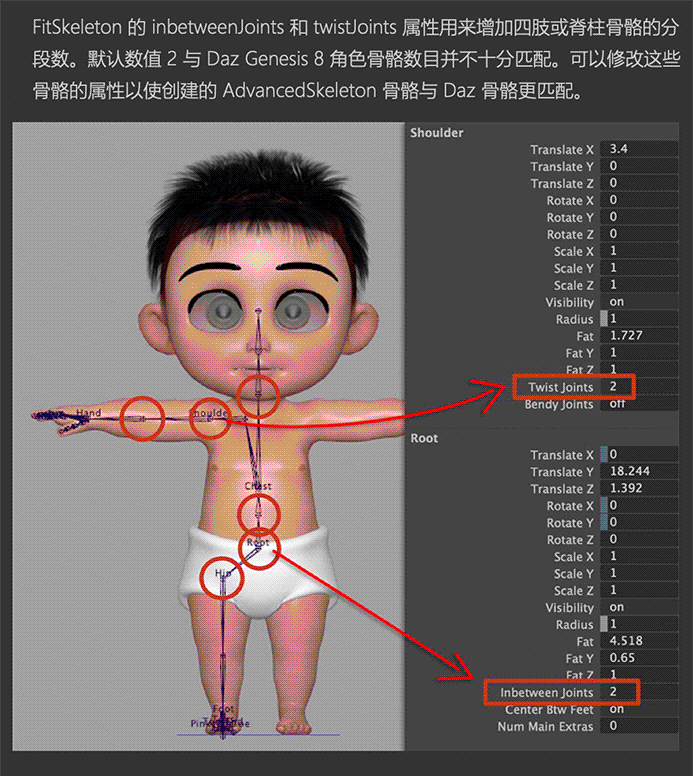 FitSkeleton 的 inbetweenJoints 和 twistJoints 属性用来增加四肢或脊柱骨骼的分
段数。默认数值 2 与 Daz Genesis 8 角色骨骼数目并不十分匹配。可以修改这些
骨骼的属性以使创建的 AdvancedSkeleton 骨骼与 Daz 骨骼更匹配。
Shoulder
Translate X 3.4
Translate Y 0
Translate Z 0
Rotate X 0
Rotate Y 0
Rotate Z 0
Scale X 1
Scale Y 1
Scale Z 1
Visibility on
Radius 1
Fat 1.727
Fat Y 1
Fat Z 1
Twist Joints 2
Bendy Joints off
Root
Translate X 0
Translate Y 18.244
Translate Z 1.392
Rotate X 0
Rotate Y 0
Rotate Z 0
Scale X 1
Scale Y 1
Scale Z 1
Visibility on
Radius 1
Fat 4.518
Fat Y 0.65
Fat Z 1
Inbetween Joints 2
Center Btw Feet on
Num Main Extras 0
Hand
Shoulde
Chest
Root
Hip
Foot